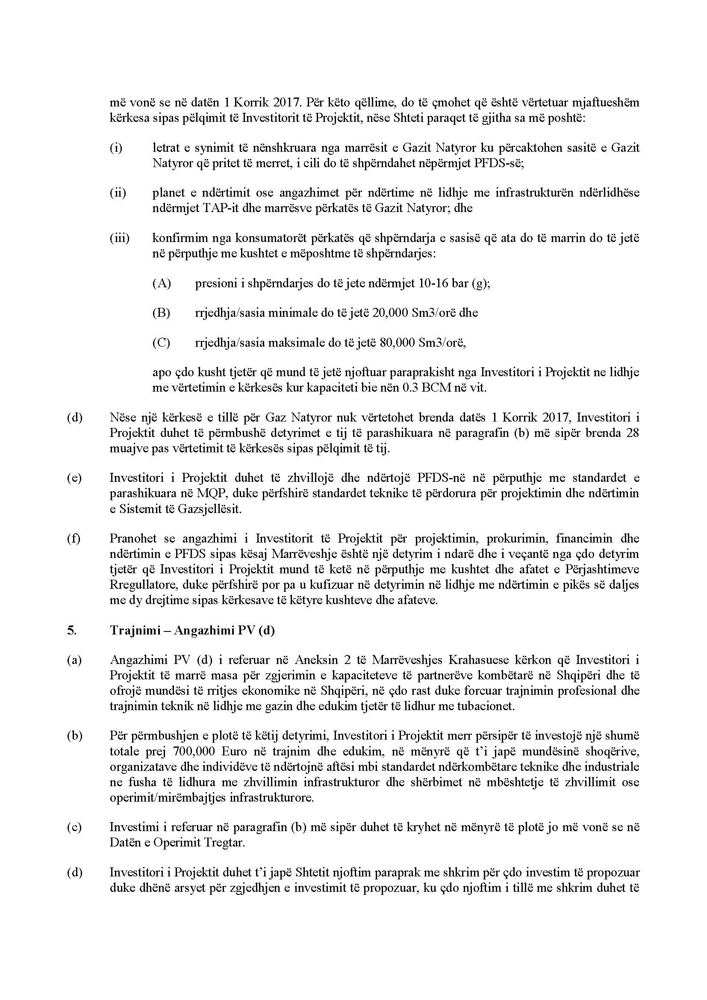 më vonë se në datën 1 Korrik 2017. Për këto qëllime, do të çmohet që është vërtetuar mjaftueshëm
kërkesa sipas pëlqimit të Investitorit të Projektit, nëse Shteti paraqet të gjitha sa më poshtë:
(i) letrat e synimit të nënshkruara nga marrësit e Gazit Natyror ku përcaktohen sasitë e Gazit
Natyror që pritet të merret, i cili do të shpërndahet nëpërmjet PFDS-së;
(ii) planet e ndërtimit ose angazhimet për ndërtime në lidhje me infrastrukturën ndërlidhëse
ndërmjet TAP-it dhe marrësve përkatës të Gazit Natyror; dhe
(iii) konfirmim nga konsumatorët përkatës që shpërndarja e sasisë që ata do të marrin do të jetë
në përputhje me kushtet e mëposhtme të shpërndarjes:
(A) presioni i shpërndarjes do të jete ndërmjet 10-16 bar (g);
(B) rrjedhja/sasia minimale do të jetë 20,000 Sm3/orë dhe
(C) rrjedhja/sasia maksimale do të jetë 80,000 Sm3/orë,
apo çdo kusht tjetër që mund të jetë njoftuar paraprakisht nga Investitori i Projektit ne lidhje
me vërtetimin e kërkesës kur kapaciteti bie nën 0.3 BCM në vit.
(d) Nëse një kërkesë e tillë për Gaz Natyror nuk vërtetohet brenda datës 1 Korrik 2017, Investitori i
Projektit duhet të përmbushë detyrimet e tij të parashikuara në paragrafin (b) më sipër brenda 28
muajve pas vërtetimit të kërkesës sipas pëlqimit të tij.
(e) Investitori i Projektit duhet të zhvillojë dhe ndërtojë PFDS-në në përputhje me standardet e
parashikuara në MQP, duke përfshirë standardet teknike të përdorura për projektimin dhe ndërtimin
e Sistemit të Gazsjellësit.
(f) Pranohet se angazhimi i Investitorit të Projektit për projektimin, prokurimin, financimin dhe
ndërtimin e PFDS sipas kësaj Marrëveshje është një detyrim i ndarë dhe i veçantë nga çdo detyrim
tjetër që Investitori i Projektit mund të ketë në përputhje me kushtet dhe afatet e Përjashtimeve
Rregullatore, duke përfshirë por pa u kufizuar në detyrimin në lidhje me ndërtimin e pikës së daljes
me dy drejtime sipas kërkesave të këtyre kushteve dhe afateve.
5. Trajnimi – Angazhimi PV (d)
(a) Angazhimi PV (d) i referuar në Aneksin 2 të Marrëveshjes Krahasuese kërkon që Investitori i
Projektit të marrë masa për zgjerimin e kapaciteteve të partnerëve kombëtarë në Shqipëri dhe të
ofrojë mundësi të rritjes ekonomike në Shqipëri, në çdo rast duke forcuar trajnimin profesional dhe
trajnimin teknik në lidhje me gazin dhe edukim tjetër të lidhur me tubacionet.
(b) Për përmbushjen e plotë të këtij detyrimi, Investitori i Projektit merr përsipër të investojë një shumë
totale prej 700,000 Euro në trajnim dhe edukim, në mënyrë që t’i japë mundësinë shoqërive,
organizatave dhe individëve të ndërtojnë aftësi mbi standardet ndërkombëtare teknike dhe industriale
ne fusha të lidhura me zhvillimin infrastrukturor dhe shërbimet në mbështetje të zhvillimit ose
operimit/mirëmbajtjes infrastrukturore.
(c) Investimi i referuar në paragrafin (b) më sipër duhet të kryhet në mënyrë të plotë jo më vonë se në
Datën e Operimit Tregtar.
(d) Investitori i Projektit duhet t’i japë Shtetit njoftim paraprak me shkrim për çdo investim të propozuar
duke dhënë arsyet për zgjedhjen e investimit të propozuar, ku çdo njoftim i tillë me shkrim duhet të